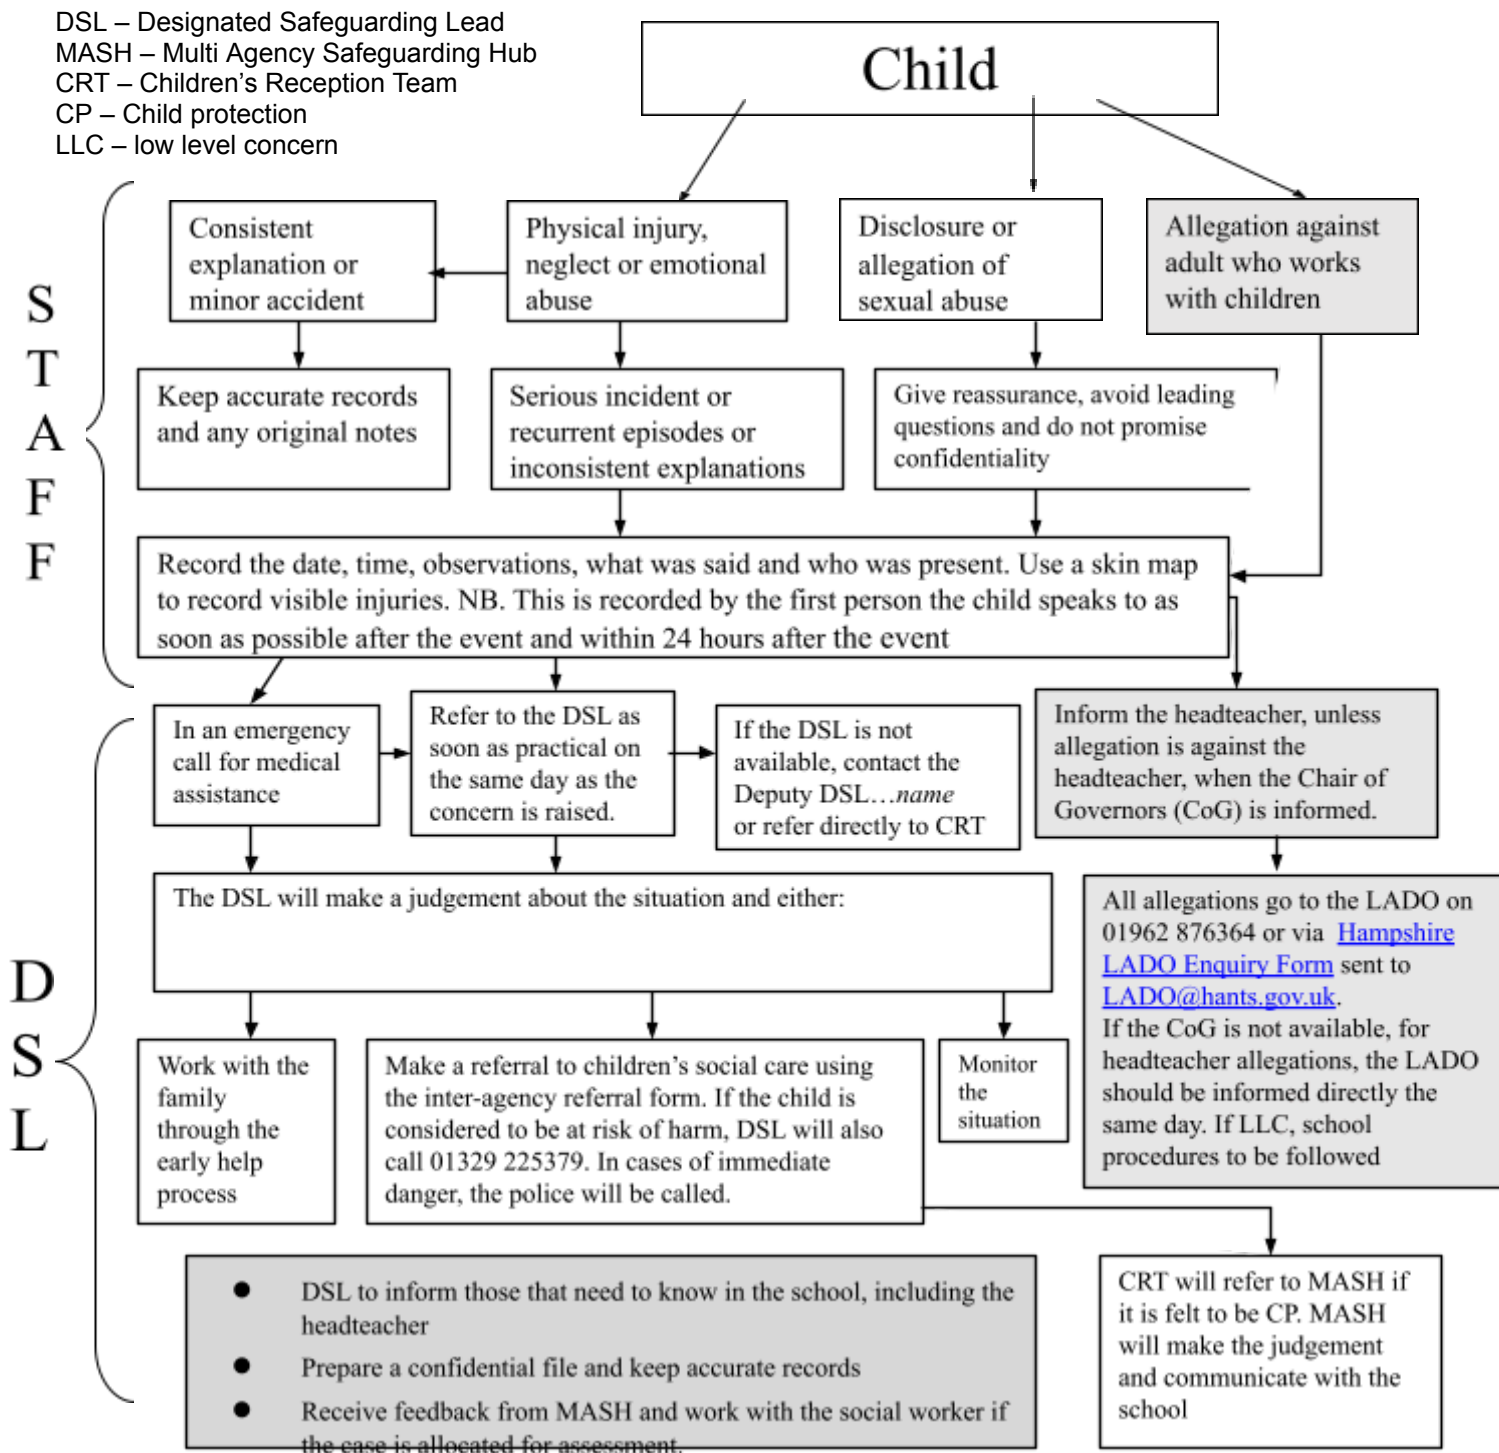 DSL – Designated Safeguarding Lead
MASH – Multi Agency Safeguarding Hub
CRT – Children's Reception Team
CP – Child protection
LLC – low level concern
Child
S
T
A
F
F
Consistent
explanation or
minor accident
Physical injury,
neglect or emotional
abuse
Disclosure or
allegation of
sexual abuse
Allegation against
adult who works
with children
Keep accurate records
and any original notes
Serious incident or
recurrent episodes or
inconsistent explanations
Give reassurance, avoid leading
questions and do not promise
confidentiality
Record the date, time, observations, what was said and who was present. Use a skin map
to record visible injuries. NB. This is recorded by the first person the child speaks to as
soon as possible after the event and within 24 hours after the event
D
S
L
In an emergency
call for medical
assistance
Refer to the DSL as
soon as practical on
the same day as the
concern is raised.
If the DSL is not
available, contact the
Deputy DSL…name
or refer directly to CRT
Inform the headteacher, unless
allegation is against the
headteacher, when the Chair of
Governors (CoG) is informed.
The DSL will make a judgement about the situation and either:
All allegations go to the LADO on
01962 876364 or via Hampshire
LADO Enquiry Form sent to
LADO@hants.gov.uk.
If the CoG is not available, for
headteacher allegations, the LADO
should be informed directly the
same day. If LLC, school
procedures to be followed
Work with the
family
through the
early help
process
Make a referral to children's social care using
the inter-agency referral form. If the child is
considered to be at risk of harm, DSL will also
call 01329 225379. In cases of immediate
danger, the police will be called.
Monitor
the
situation
● DSL to inform those that need to know in the school, including the
headteacher
● Prepare a confidential file and keep accurate records
● Receive feedback from MASH and work with the social worker if
the case is allocated for assessment.
CRT will refer to MASH if
it is felt to be CP. MASH
will make the judgement
and communicate with the
school